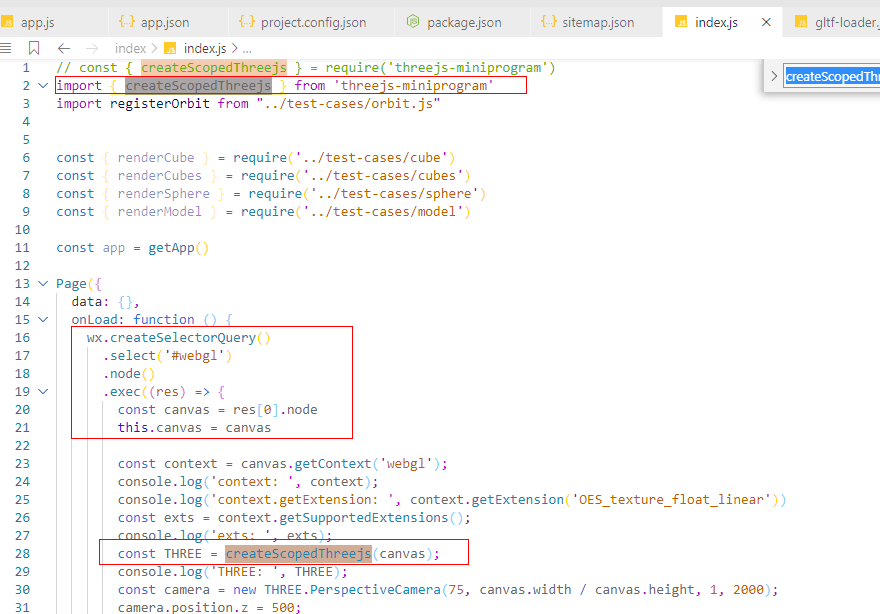 app.js app.json project.config.json package.json sitemap.json index.js gltf-loader.
index > index.js > ...
1 // const { createScopedThreejs } = require('threejs-miniprogram')
2 import { createScopedThreejs } from 'threejs-miniprogram'
3 import registerOrbit from "../test-cases/orbit.js"
4
5
6 const { renderCube } = require('../test-cases/cube')
7 const { renderCubes } = require('../test-cases/cubes')
8 const { renderSphere } = require('../test-cases/sphere')
9 const { renderModel } = require('../test-cases/model')
10
11 const app = getApp()
12
13 Page({
14 data: {},
15 onLoad: function () {
16 wx.createSelectorQuery()
17 .select('#webgl')
18 .node()
19 .exec((res) => {
20 const canvas = res[0].node
21 this.canvas = canvas
22
23 const context = canvas.getContext('webgl');
24 console.log('context: ', context);
25 console.log('context.getExtension: ', context.getExtension('OES_texture_float_linear'))
26 const exts = context.getSupportedExtensions();
27 console.log('exts: ', exts);
28 const THREE = createScopedThreejs(canvas);
29 console.log('THREE: ', THREE);
30 const camera = new THREE.PerspectiveCamera(75, canvas.width / canvas.height, 1, 2000);
31 camera.position.z = 500;
createScopedThr